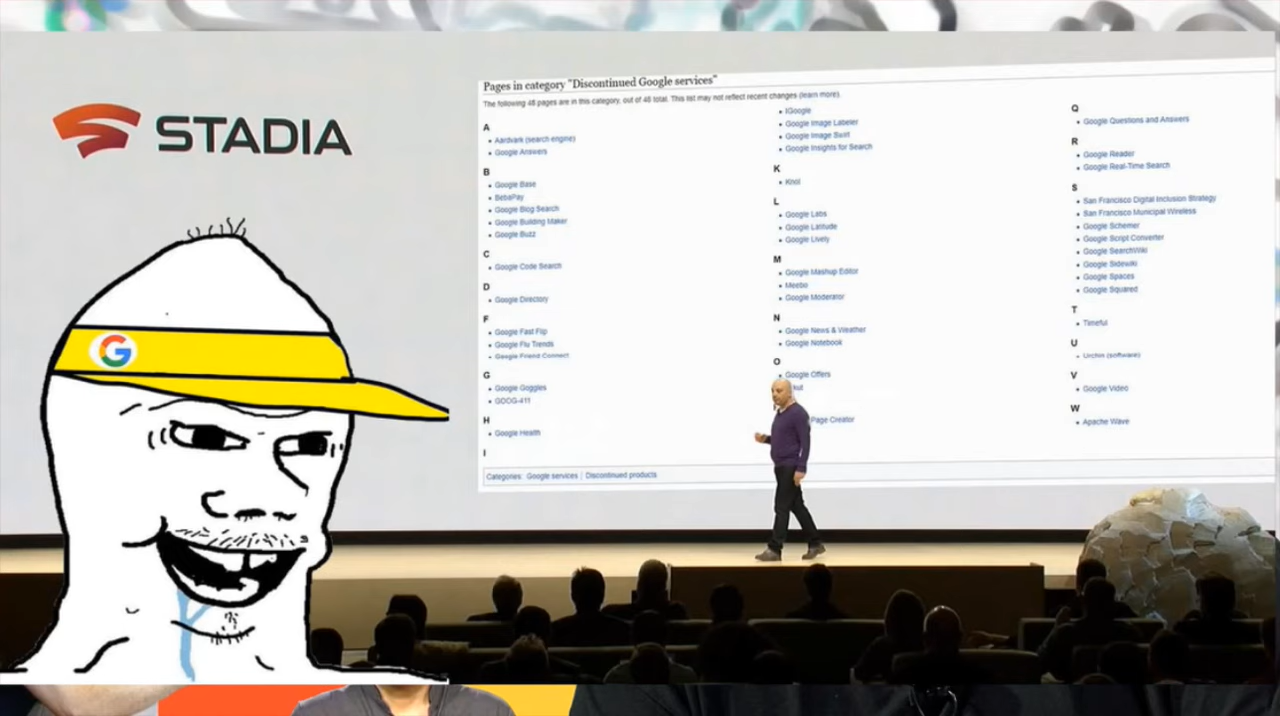 STADIA
Pages in category "Discontinued Google services"
The following 48 pages are in this category, out of 48 total. This list may not reflect recent changes (learn more).
A
Aardvark (search engine)
Google Answers
B
Google Base
BebaPay
Google Blog Search
Google Building Maker
Google Buzz
C
Google Code Search
D
Google Directory
F
Google Fast Flip
Google Flu Trends
Google Friend Connect
G
Google Goggles
GOOG-411
H
Google Health
I
IGoogle
Google Image Labeler
Google Image Swirl
Google Insights for Search
K
Knol
L
Google Labs
Google Latitude
Google Lively
M
Google Mashup Editor
Meebo
Google Moderator
N
Google News & Weather
Google Notebook
O
Google Offers
Page Creator
Q
Google Questions and Answers
R
Google Reader
Google Real-Time Search
S
San Francisco Digital Inclusion Strategy
San Francisco Municipal Wireless
Google Schemer
Google Script Converter
Google SearchWiki
Google Sidewiki
Google Spaces
Google Squared
T
Timeful
U
Urchin (software)
V
Google Video
W
Apache Wave
Categories: Google services | Discontinued products
G